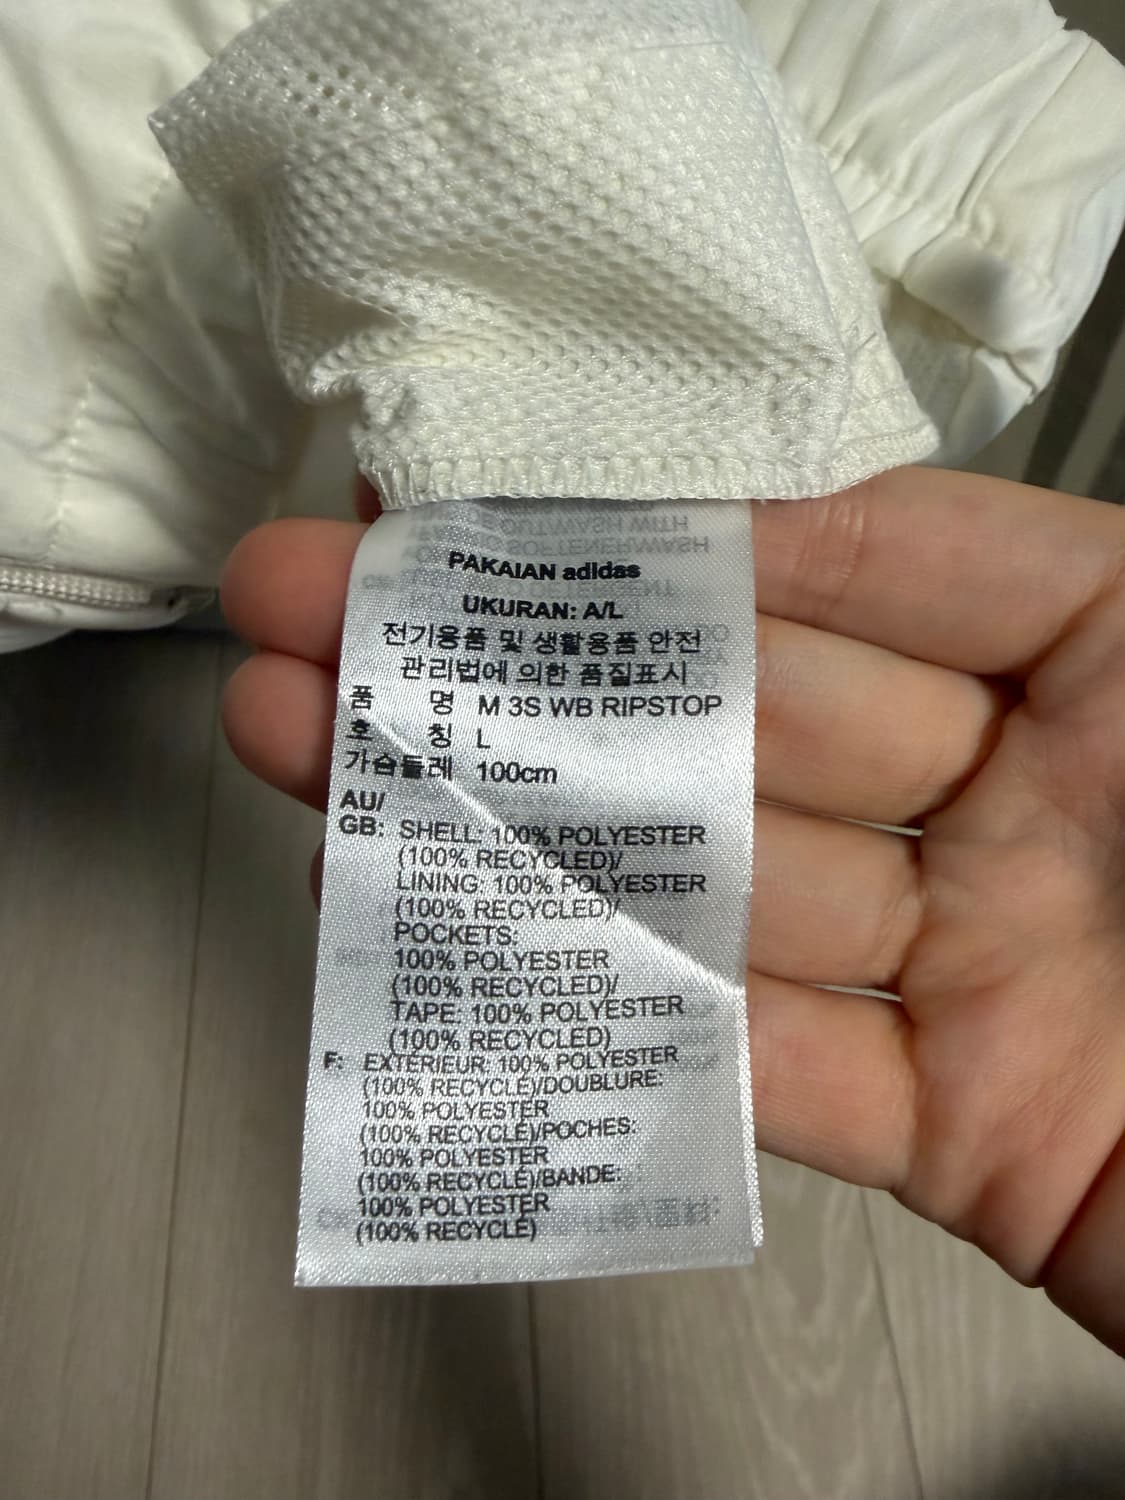 PAKAIAN adidas
UKURAN: A/L
전기용품 및 생활용품 안전
관리법에 의한 품질표시
품 명 M 3S WB RIPSTOP
호 칭 L
가슴둘레 100cm
AU/
GB: SHELL: 100% POLYESTER
(100% RECYCLED)/
LINING: 100% POLYESTER
(100% RECYCLED)/
POCKETS:
100% POLYESTER
(100% RECYCLED)/
TAPE: 100% POLYESTER
(100% RECYCLED)
F: EXTÉRIEUR: 100% POLYESTER
(100% RECYCLÉ)/DOUBLURE:
100% POLYESTER
(100% RECYCLÉ)/POCHES:
100% POLYESTER
(100% RECYCLÉ)/BANDE:
100% POLYESTER
(100% RECYCLÉ)